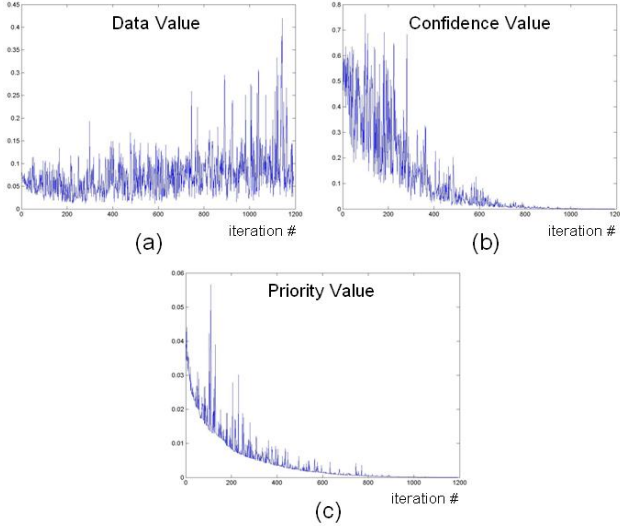 Data Value
0.45
0.4
0.35
0.3
0.25
0.2
0.15
0.1
0.05
0
0 200 400 600 800 1000 1200
iteration #
(a)
Confidence Value
0.8
0.7
0.6
0.5
0.4
0.3
0.2
0.1
0
0 200 400 600 800 1000 1200
iteration #
(b)
Priority Value
0.06
0.05
0.04
0.03
0.02
0.01
0
0 200 400 600 800 1000 1200
iteration #
(c)